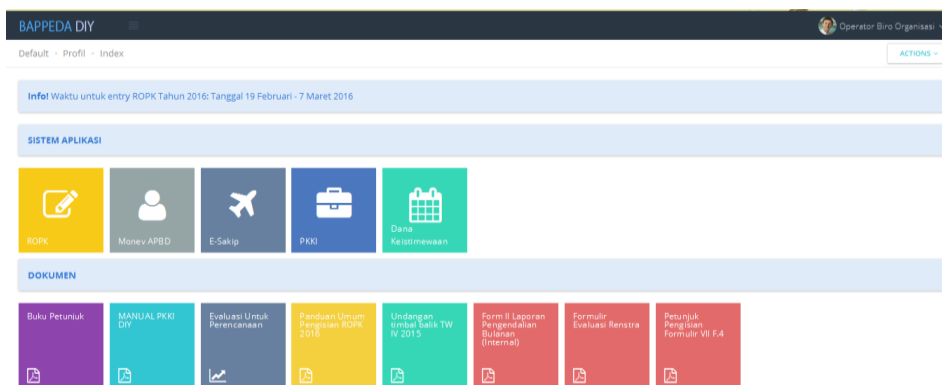 BAPPEDA DIY
Operator Biro Organisasi
Default - Profil - Index
ACTIONS
Info! Waktu untuk entry ROPK Tahun 2016: Tanggal 19 Februari - 7 Maret 2016
SISTEM APLIKASI
ROPK
Monev APBD
E-Sakip
PKKI
Dana
Keistimewaan
DOKUMEN
Buku Petunjuk
MANUAL PKKI
DIY
Evaluasi Untuk
Perencanaan
Panduan Umum
Pengisian ROPK
2016
Undangan
timbal balik TW
IV 2015
Form II Laporan
Pengendalian
Bulanan
(Internal)
Formulir
Evaluasi Renstra
Petunjuk
Pengisian
Formulir VII F.4